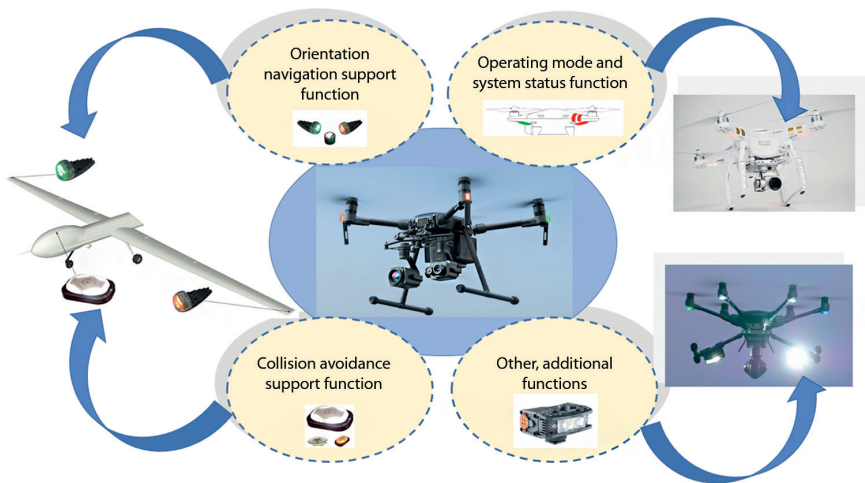 Orientation
navigation support
function
Operating mode and
system status function
Collision avoidance
support function
Other, additional
functions